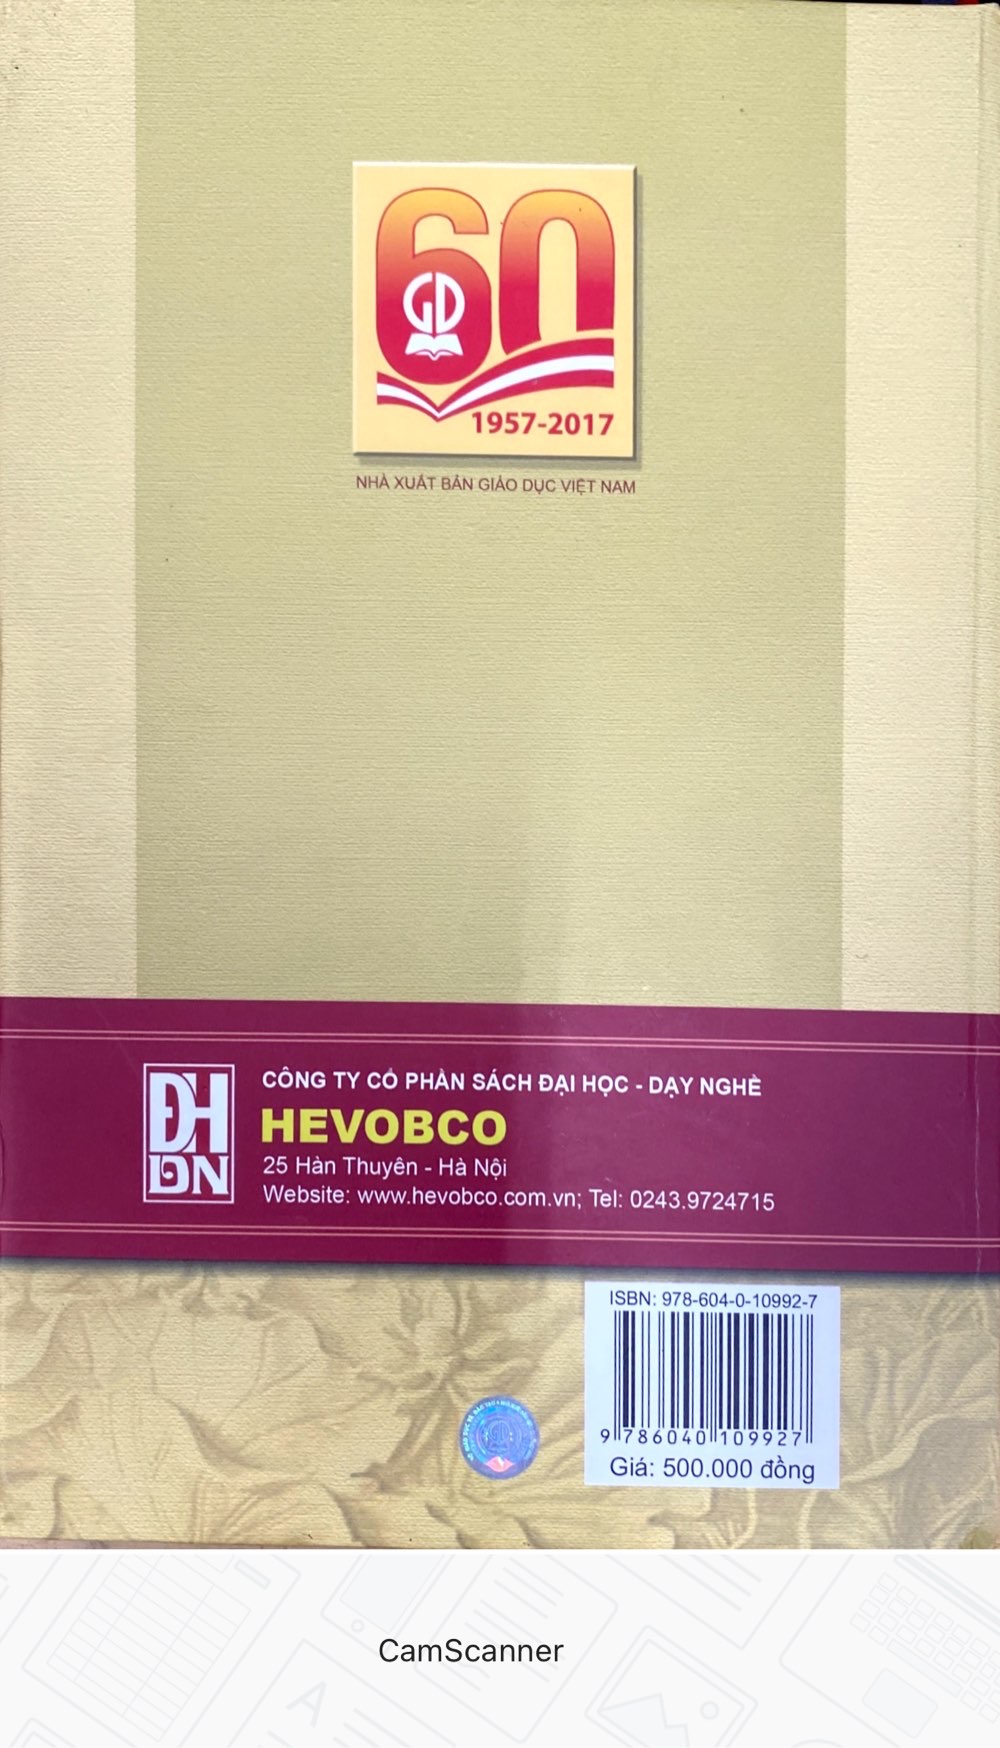 60
GD
1957-2017
NHÀ XUẤT BẢN GIÁO DỤC VIỆT NAM
ĐH
DN
CÔNG TY CỔ PHẦN SÁCH ĐẠI HỌC - DẠY NGHỀ
HEVOBCO
25 Hàn Thuyên - Hà Nội
Website: www.hevobco.com.vn; Tel: 0243.9724715
ISBN: 978-604-0-10992-7
9 786040 109927
Giá: 500.000 đồng
CamScanner